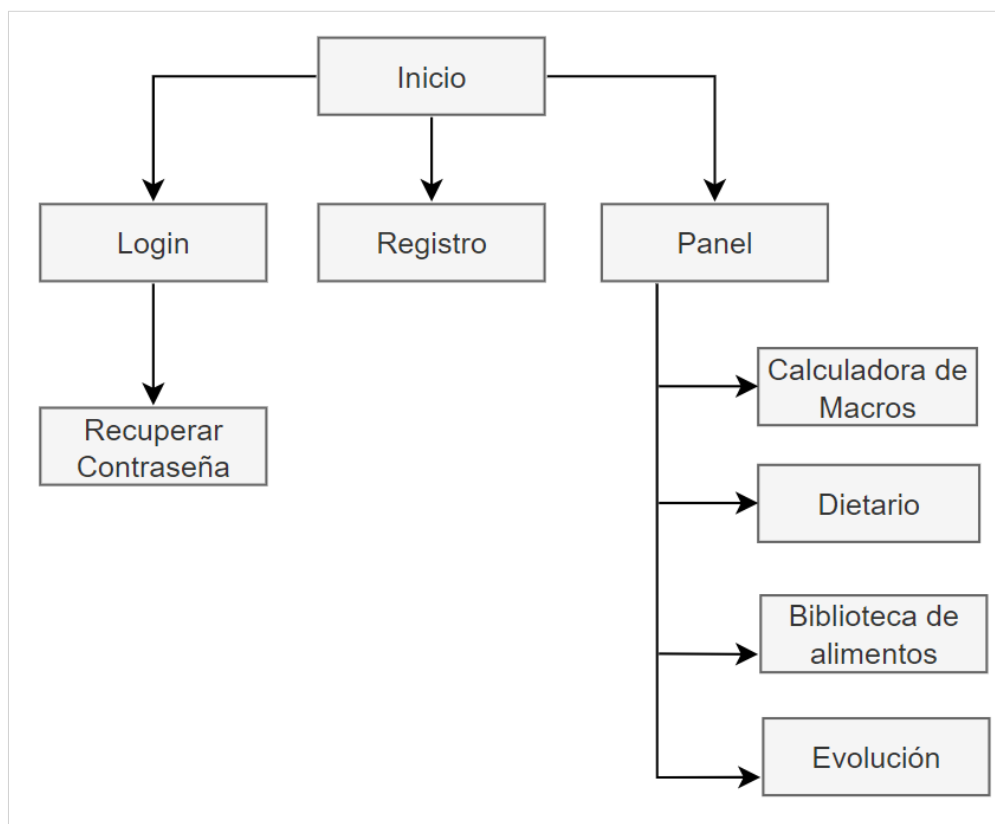 Inicio
Login
Registro
Panel
Recuperar
Contraseña
Calculadora de
Macros
Dietario
Biblioteca de
alimentos
Evolución